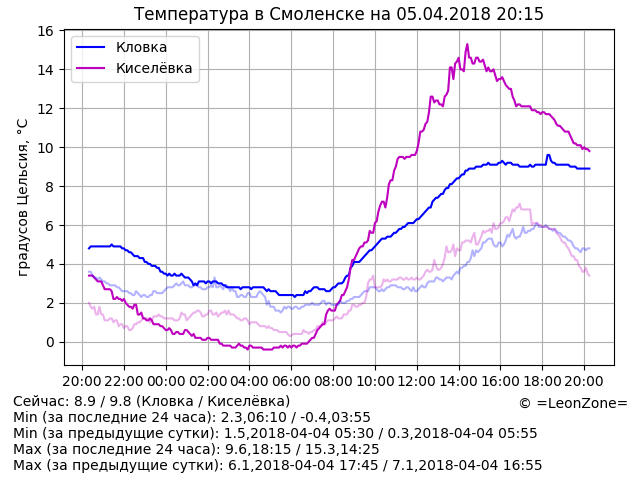 Температура в Смоленске на 05.04.2018 20:15
Кловка
Киселёвка
градусов Цельсия, °C
16
14
12
10
8
6
4
2
0
20:00 22:00 00:00 02:00 04:00 06:00 08:00 10:00 12:00 14:00 16:00 18:00 20:00
Сейчас: 8.9 / 9.8 (Кловка / Киселёвка)
© =LeonZone=
Min (за последние 24 часа): 2.3,06:10 / -0.4,03:55
Min (за предыдущие сутки): 1.5,2018-04-04 05:30 / 0.3,2018-04-04 05:55
Max (за последние 24 часа): 9.6,18:15 / 15.3,14:25
Max (за предыдущие сутки): 6.1,2018-04-04 17:45 / 7.1,2018-04-04 16:55